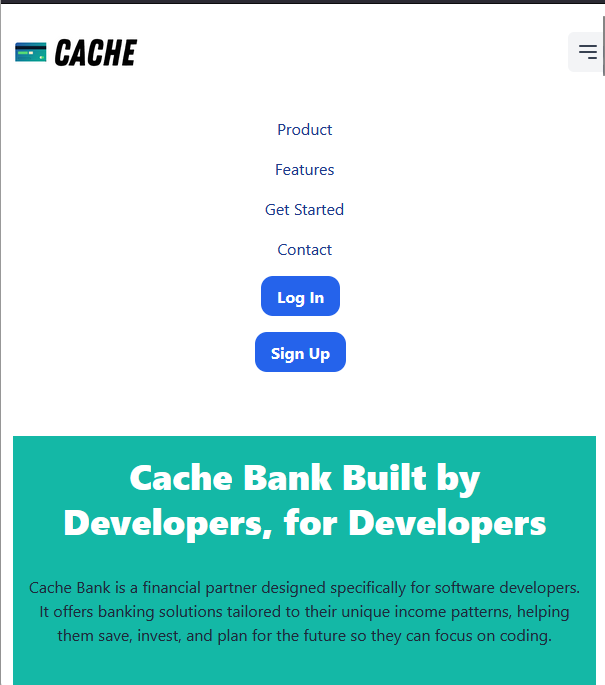 CACHE
Product
Features
Get Started
Contact
Log In
Sign Up
Cache Bank Built by
Developers, for Developers
Cache Bank is a financial partner designed specifically for software developers.
It offers banking solutions tailored to their unique income patterns, helping
them save, invest, and plan for the future so they can focus on coding.